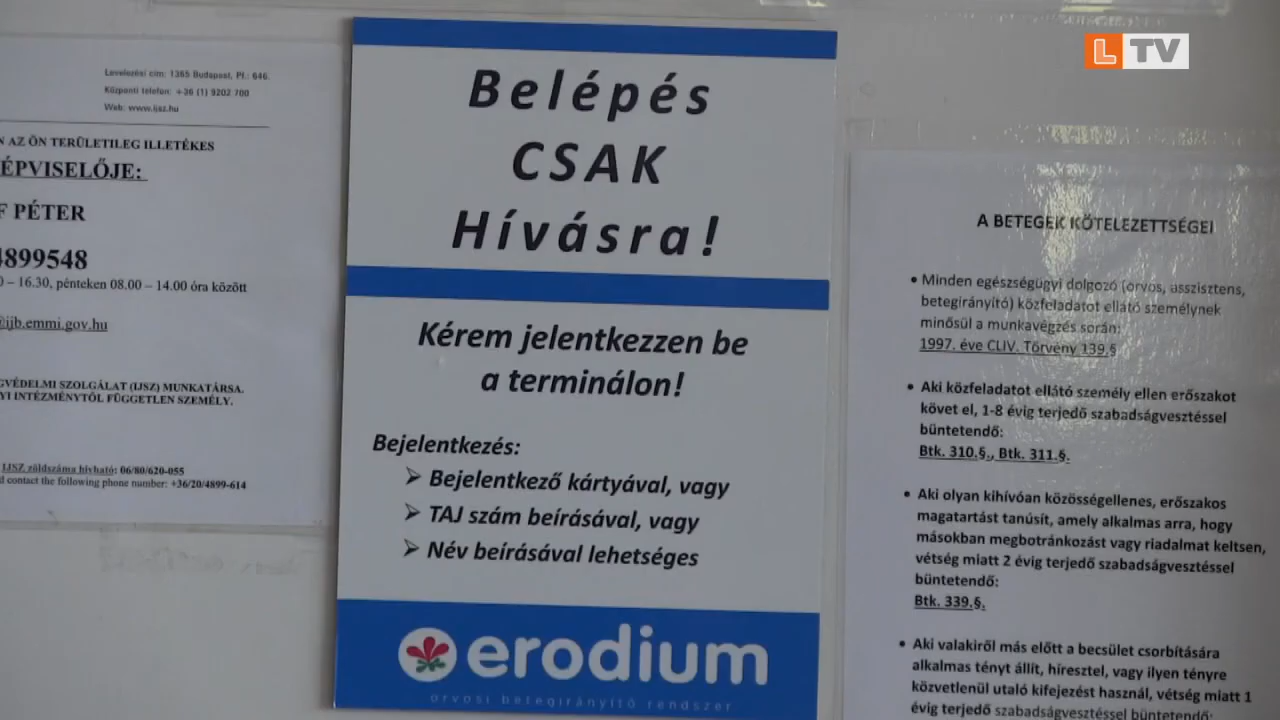 Levelezési cím: 1365 Budapest, Pf.: 646.
Központi telefon: +36 (1) 9202 700
Web: www.ijsz.hu
AZ ÖN TERÜLETILEG ILLETÉKES
ÉPVISELŐJE:
F PÉTER
4899548
– 16.30, pénteken 08.00 – 14.00 óra között
@ijb.emmi.gov.hu
GVÉDELMI SZOLGÁLAT (IJSZ) MUNKATÁRSA.
YI INTÉZMÉNYTŐL FÜGGETLEN SZEMÉLY.
IJSZ zöldszáma hívható: 06/80/620-055
contact the following phone number: +36/20/4899-614
Belépés
CSAK
Hívásra!
Kérem jelentkezzen be
a terminálon!
Bejelentkezés:
➢ Bejelentkező kártyával, vagy
➢ TAJ szám beírásával, vagy
➢ Név beírásával lehetséges
erodium
orvosi betegirányító rendszer
LTV
A BETEGEK KÖTELEZETTSÉGEI
• Minden egészségügyi dolgozó (orvos, asszisztens,
betegirányító) közfeladatot ellátó személynek
minősül a munkavégzés során:
1997. éve CLIV. Törvény 139.§
• Aki közfeladatot ellátó személy ellen erőszakot
követ el, 1-8 évig terjedő szabadságvesztéssel
büntetendő:
Btk. 310.§., Btk. 311.§.
• Aki olyan kihívóan közösségellenes, erőszakos
magatartást tanúsít, amely alkalmas arra, hogy
másokban megbotránkozást vagy riadalmat keltsen,
vétség miatt 2 évig terjedő szabadságvesztéssel
büntetendő:
Btk. 339.§.
• Aki valakiről más előtt a becsület csorbítására
alkalmas tényt állít, híresztel, vagy ilyen tényre
közvetlenül utaló kifejezést használ, vétség miatt 1
évig terjedő szabadságvesztéssel büntetendő: